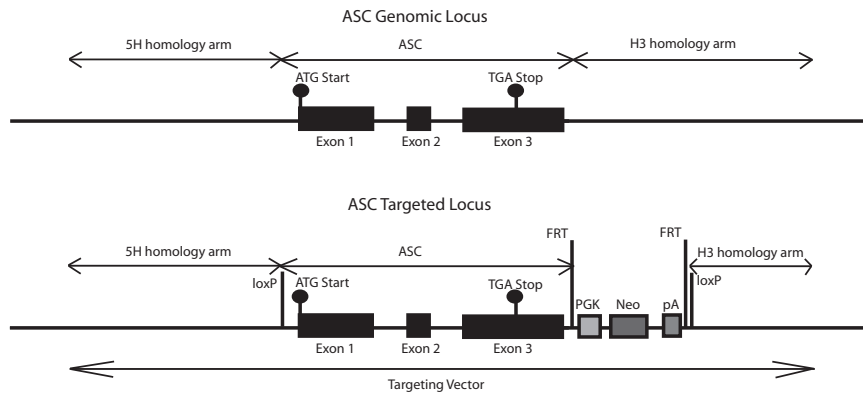 ASC Genomic Locus
5H homology arm
ASC
H3 homology arm
ATG Start
TGA Stop
Exon 1
Exon 2
Exon 3
ASC Targeted Locus
FRT
FRT
5H homology arm
ASC
H3 homology arm
loxP
ATG Start
TGA Stop
loxP
PGK
Neo
pA
Exon 1
Exon 2
Exon 3
Targeting Vector